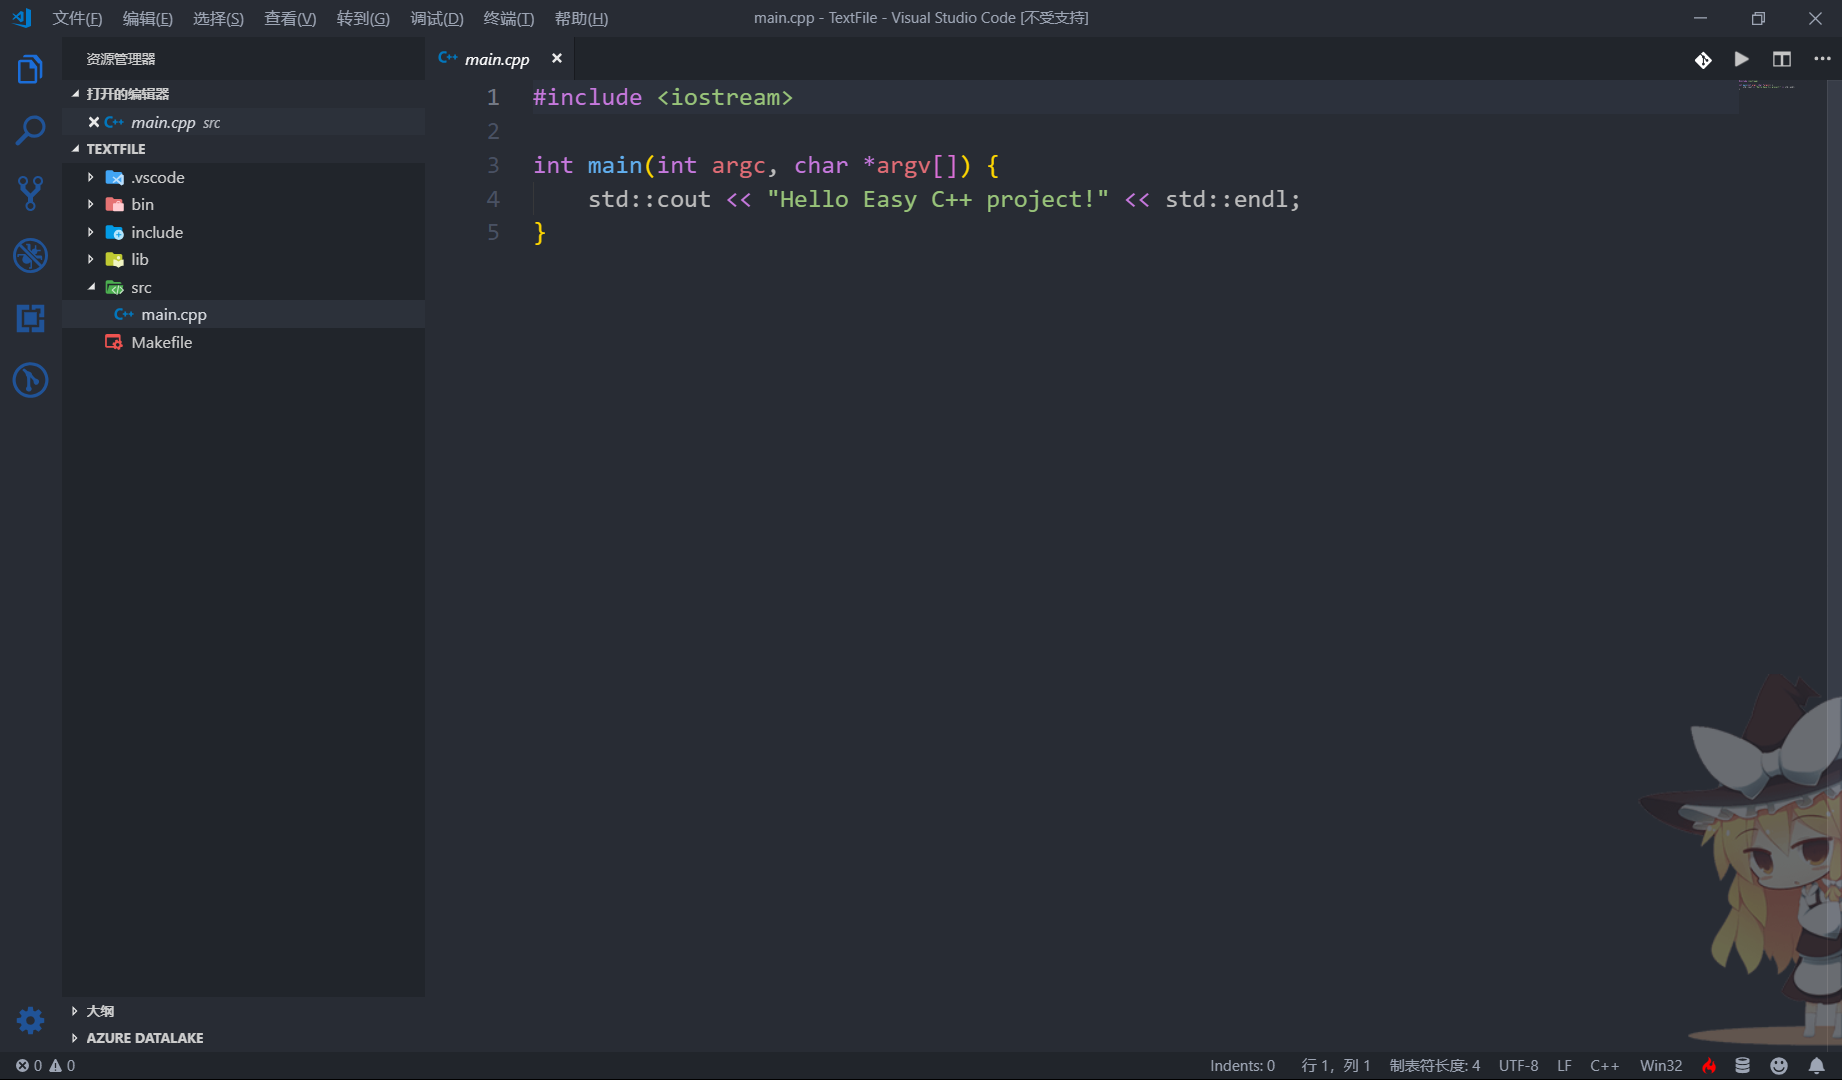 文件(F) 编辑(E) 选择(S) 查看(V) 转到(G) 调试(D) 终端(T) 帮助(H) main.cpp - TextFile - Visual Studio Code [不受支持]
资源管理器
打开的编辑器
C++ main.cpp src
TEXTFILE
.vscode
bin
include
lib
src
C++ main.cpp
Makefile
大纲
AZURE DATALAKE
C++ main.cpp
1 #include <iostream>
2
3 int main(int argc, char *argv[]) {
4 std::cout << "Hello Easy C++ project!" << std::endl;
5 }
0 0 Indents: 0 行 1，列 1 制表符长度: 4 UTF-8 LF C++ Win32